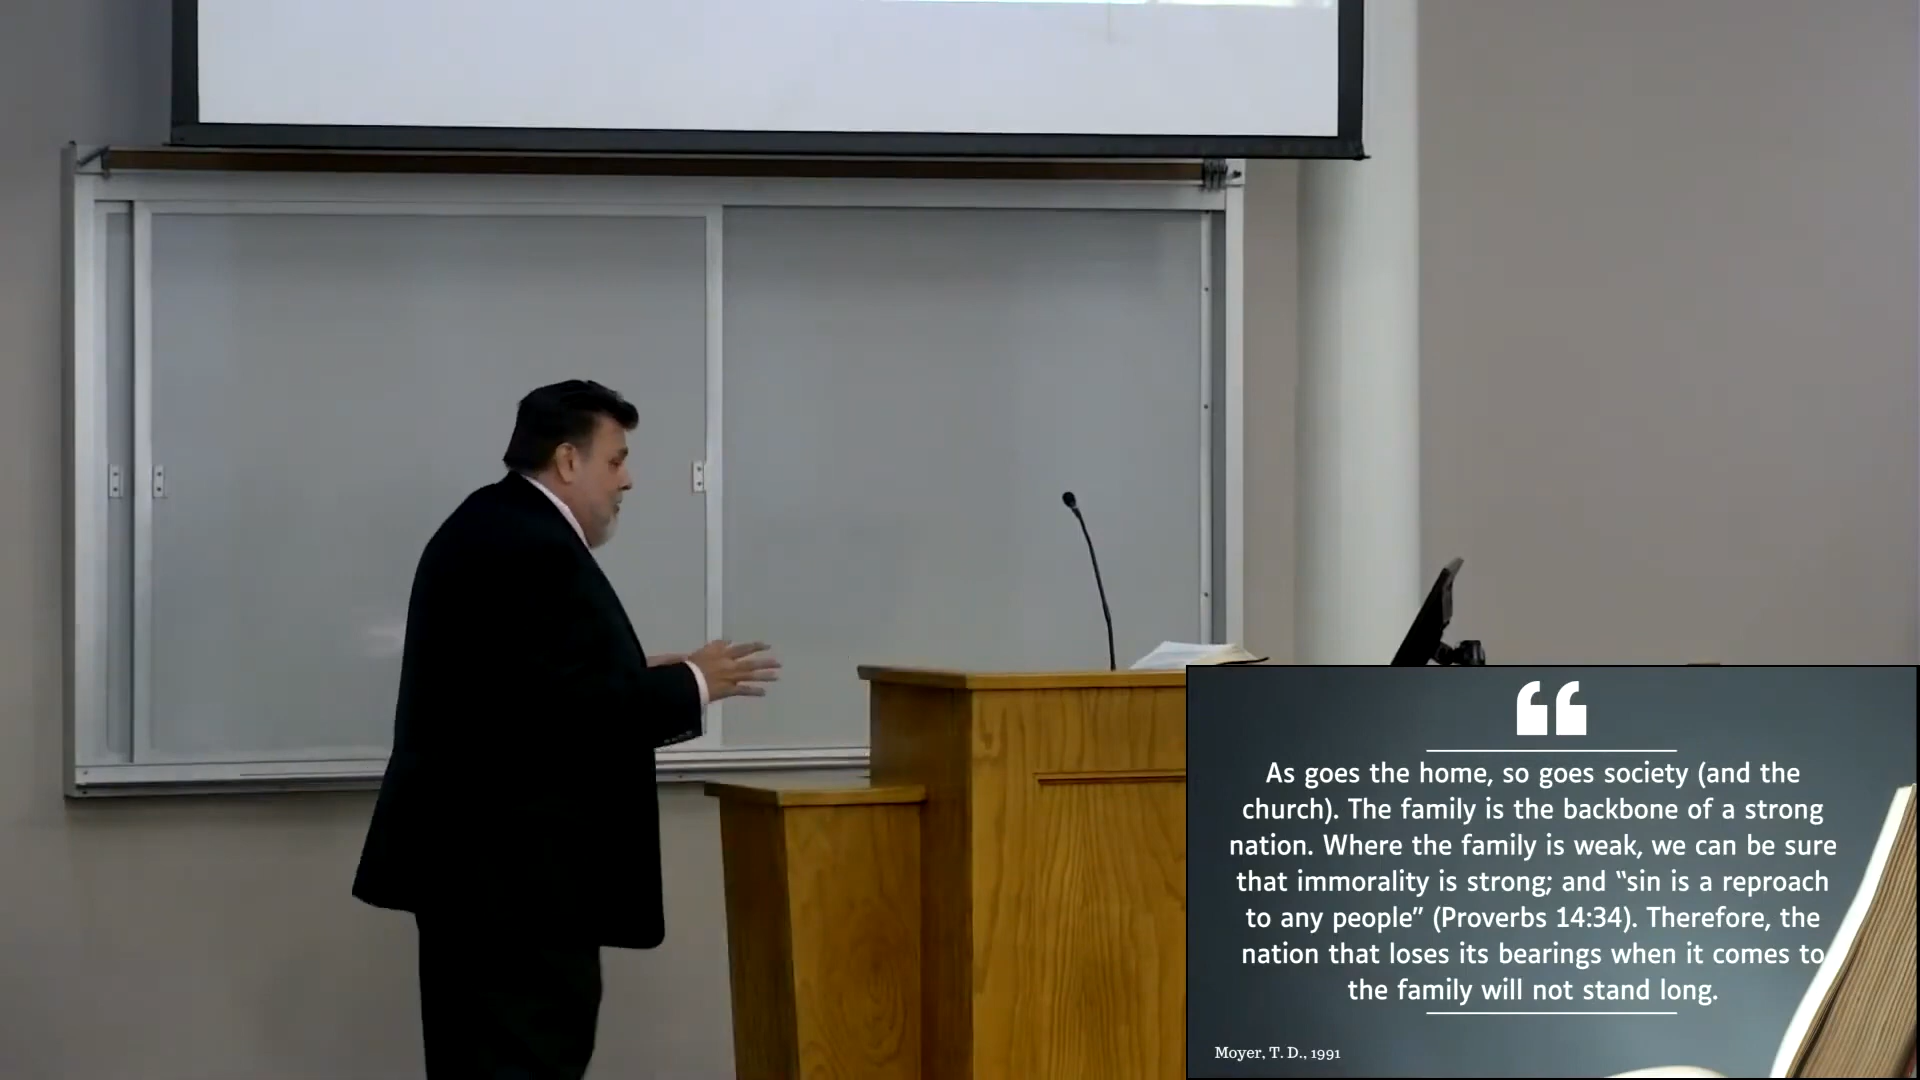 As goes the home, so goes society (and the
church). The family is the backbone of a strong
nation. Where the family is weak, we can be sure
that immorality is strong; and “sin is a reproach
to any people” (Proverbs 14:34). Therefore, the
nation that loses its bearings when it comes to
the family will not stand long.
Moyer, T. D., 1991